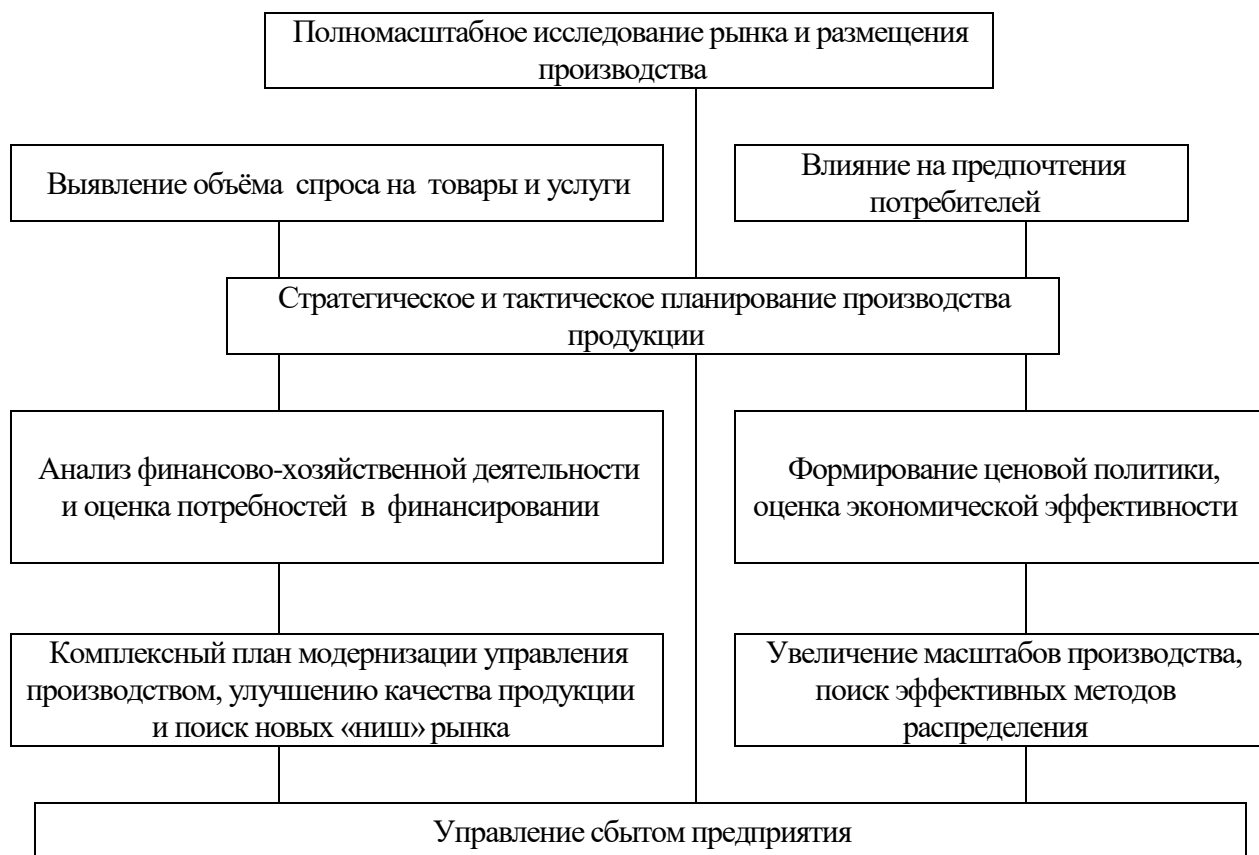 Полномасштабное исследование рынка и размещения
производства
Выявление объёма спроса на товары и услуги
Влияние на предпочтения
потребителей
Стратегическое и тактическое планирование производства
продукции
Анализ финансово-хозяйственной деятельности
и оценка потребностей в финансировании
Формирование ценовой политики,
оценка экономической эффективности
Комплексный план модернизации управления
производством, улучшению качества продукции
и поиск новых «ниш» рынка
Увеличение масштабов производства,
поиск эффективных методов
распределения
Управление сбытом предприятия